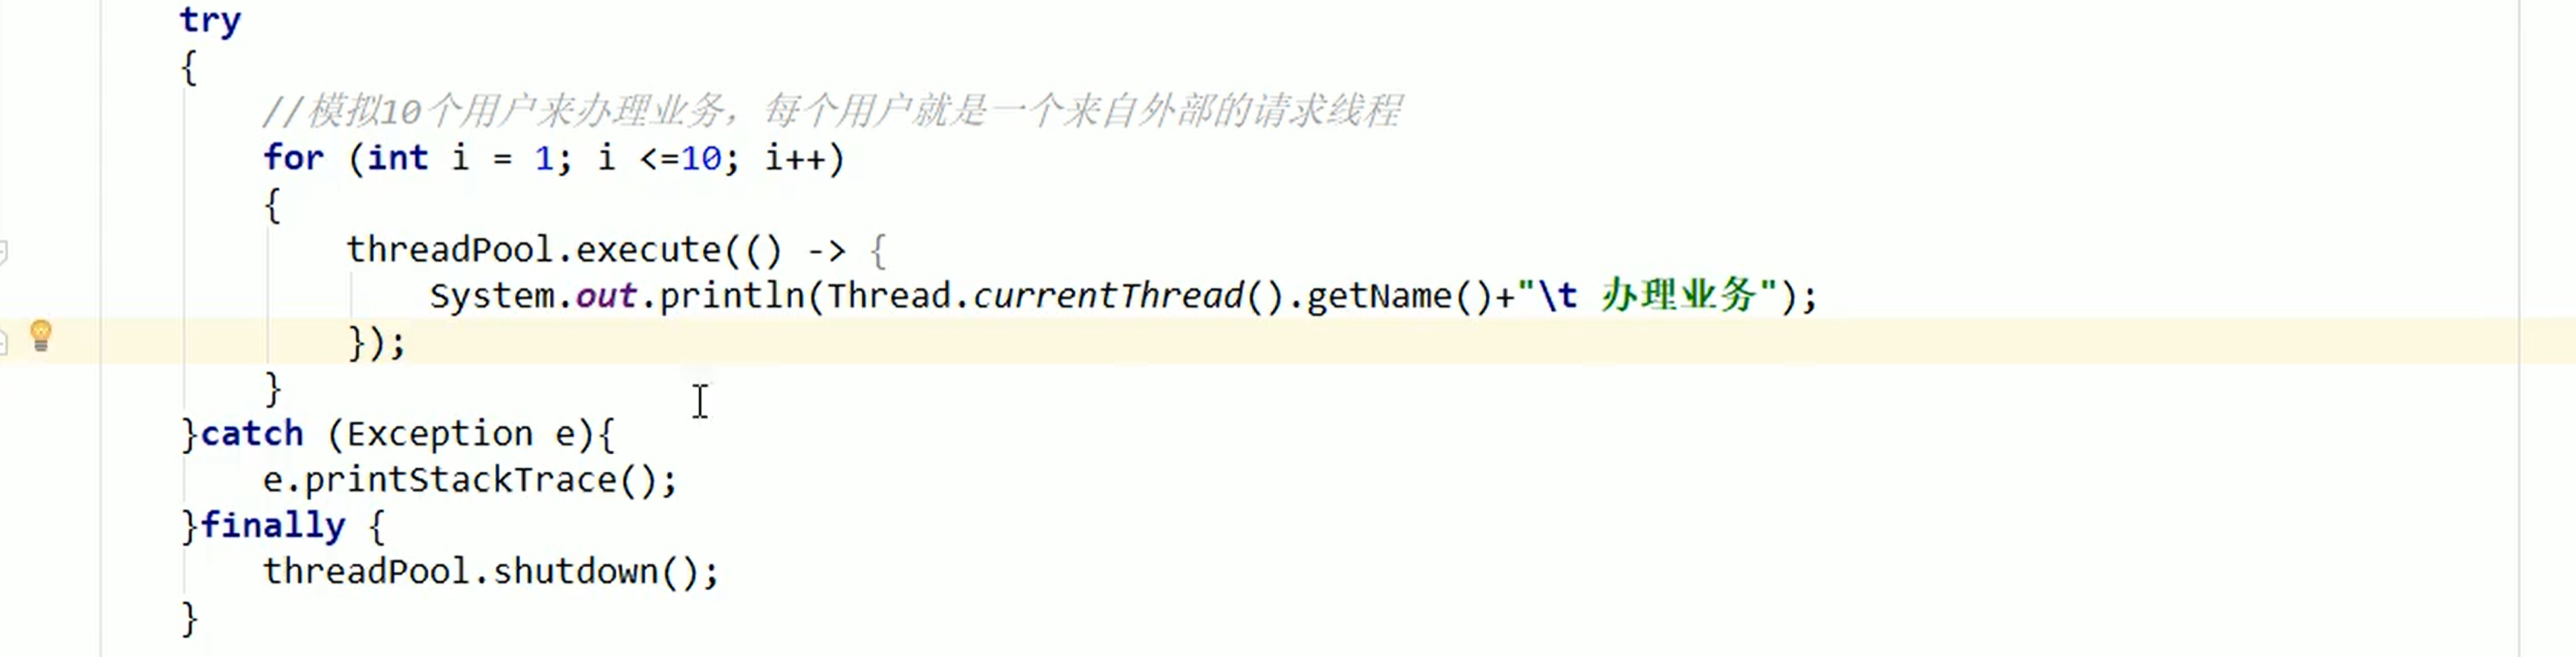 try
{
//模拟10个用户来办理业务，每个用户就是一个来自外部的请求线程
for (int i = 1; i <=10; i++)
{
threadPool.execute(() -> {
System.out.println(Thread.currentThread().getName()+"\t 办理业务");
});
}
}catch (Exception e){
e.printStackTrace();
}finally {
threadPool.shutdown();
}